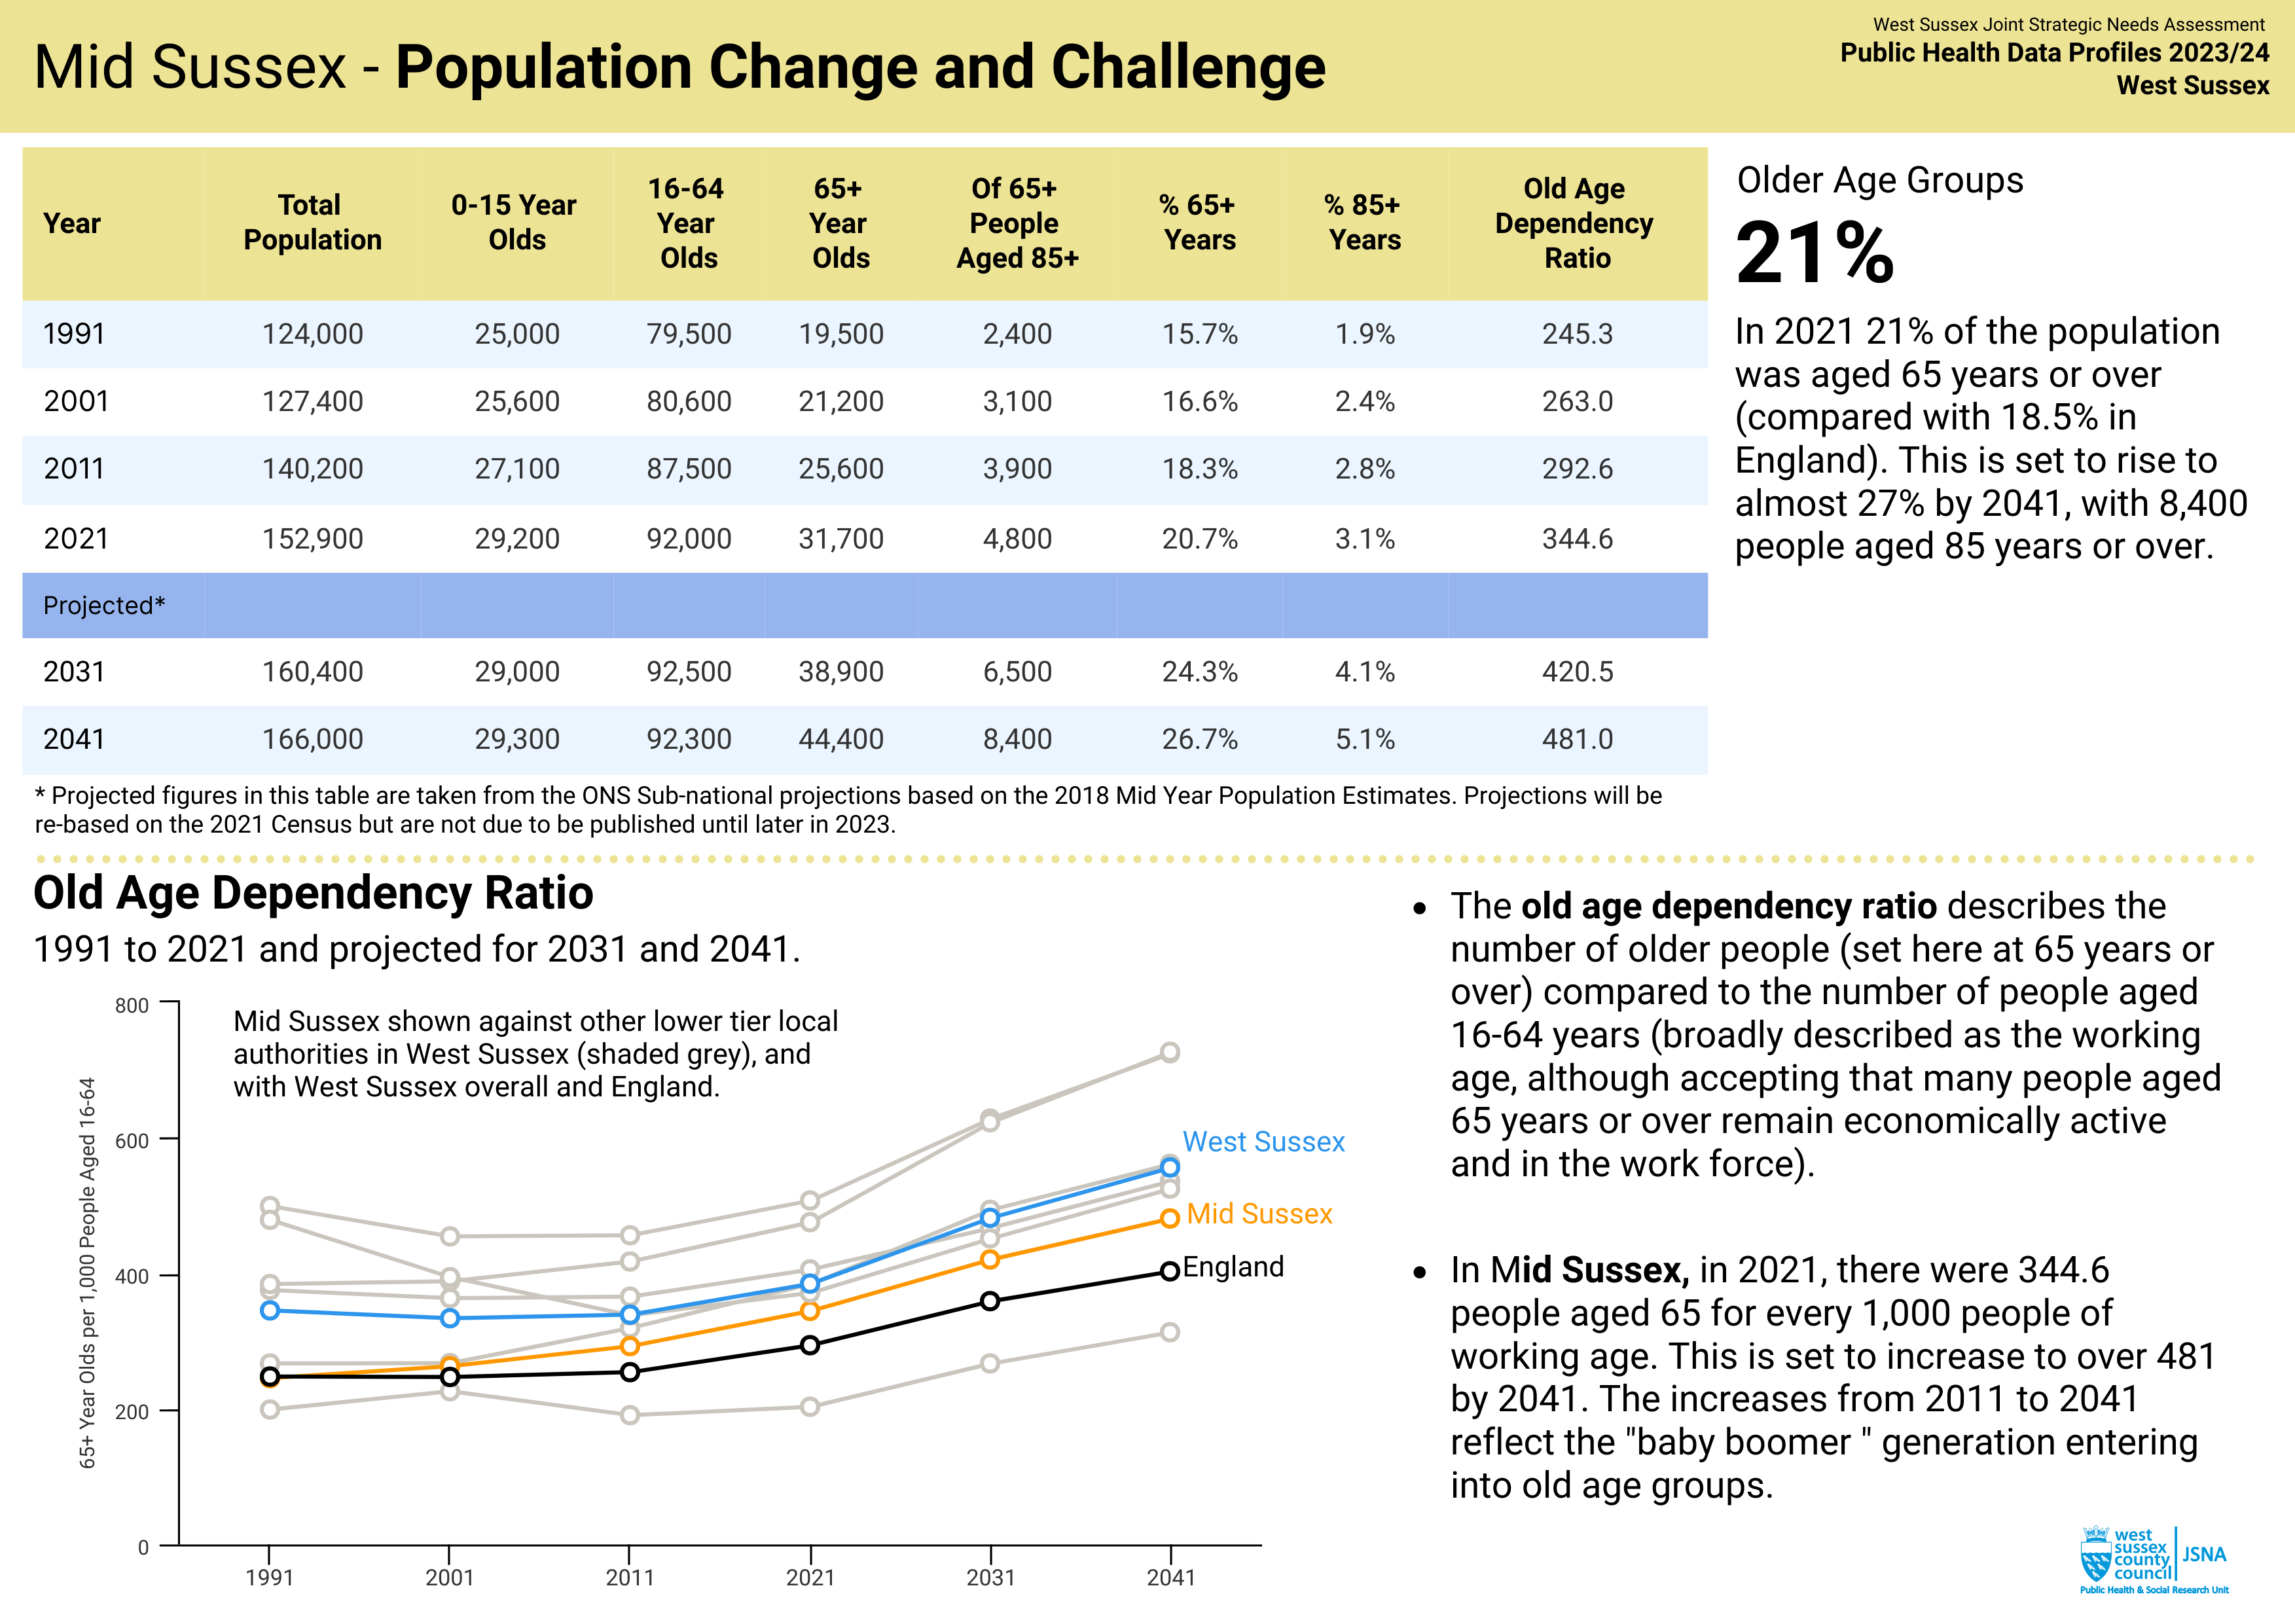 Mid Sussex - Population Change and Challenge
West Sussex Joint Strategic Needs Assessment
Public Health Data Profiles 2023/24
West Sussex
Year Total Population 0-15 Year Olds 16-64 Year Olds 65+ Year Olds Of 65+ People Aged 85+ % 65+ Years % 85+ Years Old Age Dependency Ratio
1991 124,000 25,000 79,500 19,500 2,400 15.7% 1.9% 245.3
2001 127,400 25,600 80,600 21,200 3,100 16.6% 2.4% 263.0
2011 140,200 27,100 87,500 25,600 3,900 18.3% 2.8% 292.6
2021 152,900 29,200 92,000 31,700 4,800 20.7% 3.1% 344.6
Projected*
2031 160,400 29,000 92,500 38,900 6,500 24.3% 4.1% 420.5
2041 166,000 29,300 92,300 44,400 8,400 26.7% 5.1% 481.0
* Projected figures in this table are taken from the ONS Sub-national projections based on the 2018 Mid Year Population Estimates. Projections will be
re-based on the 2021 Census but are not due to be published until later in 2023.
Older Age Groups
21%
In 2021 21% of the population
was aged 65 years or over
(compared with 18.5% in
England). This is set to rise to
almost 27% by 2041, with 8,400
people aged 85 years or over.
Old Age Dependency Ratio
1991 to 2021 and projected for 2031 and 2041.
Mid Sussex shown against other lower tier local
authorities in West Sussex (shaded grey), and
with West Sussex overall and England.
65+ Year Olds per 1,000 People Aged 16-64
800
600
400
200
0
1991 2001 2011 2021 2031 2041
West Sussex
Mid Sussex
England
• The old age dependency ratio describes the
number of older people (set here at 65 years or
over) compared to the number of people aged
16-64 years (broadly described as the working
age, although accepting that many people aged
65 years or over remain economically active
and in the work force).
• In Mid Sussex, in 2021, there were 344.6
people aged 65 for every 1,000 people of
working age. This is set to increase to over 481
by 2041. The increases from 2011 to 2041
reflect the "baby boomer " generation entering
into old age groups.
west
sussex
county
council
JSNA
Public Health & Social Research Unit